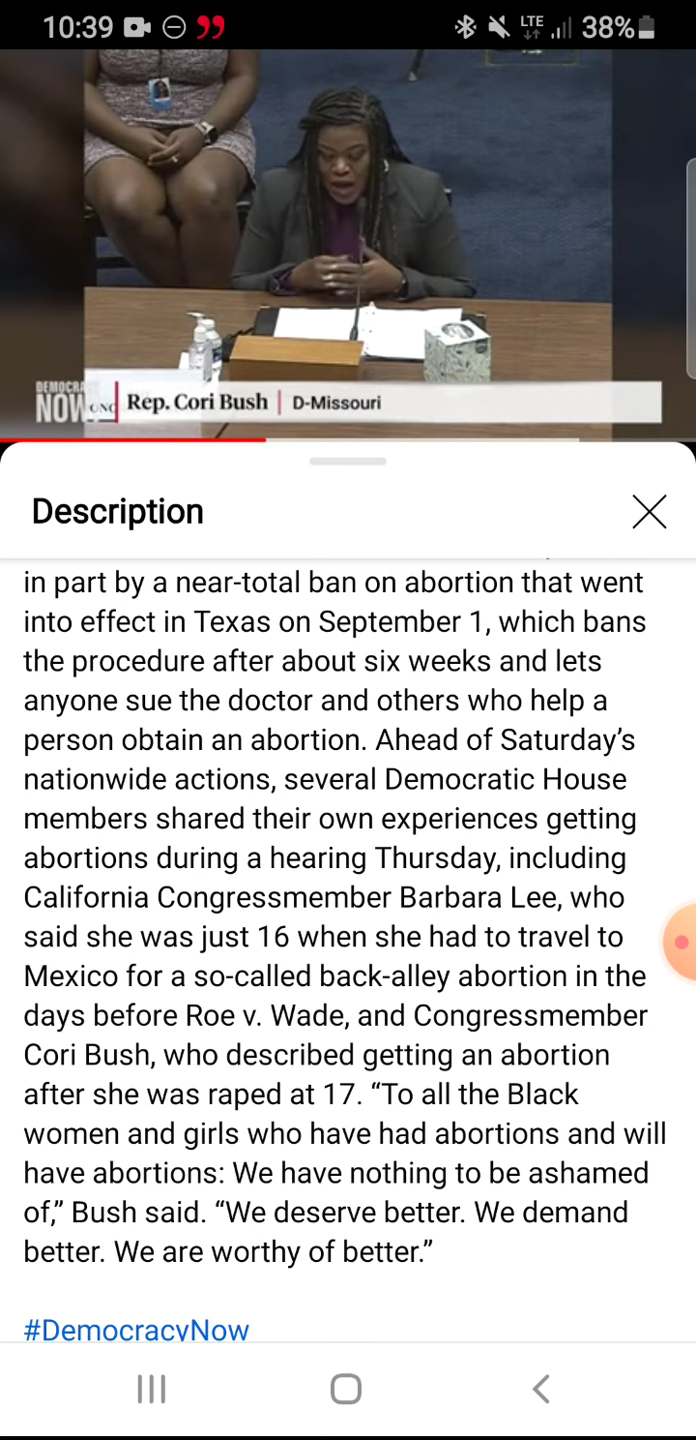 10:39
LTE
38%
DEMOCRA
NOW
Rep. Cori Bush | D-Missouri
Description
in part by a near-total ban on abortion that went
into effect in Texas on September 1, which bans
the procedure after about six weeks and lets
anyone sue the doctor and others who help a
person obtain an abortion. Ahead of Saturday’s
nationwide actions, several Democratic House
members shared their own experiences getting
abortions during a hearing Thursday, including
California Congressmember Barbara Lee, who
said she was just 16 when she had to travel to
Mexico for a so-called back-alley abortion in the
days before Roe v. Wade, and Congressmember
Cori Bush, who described getting an abortion
after she was raped at 17. “To all the Black
women and girls who have had abortions and will
have abortions: We have nothing to be ashamed
of,” Bush said. “We deserve better. We demand
better. We are worthy of better.”
#DemocracyNow